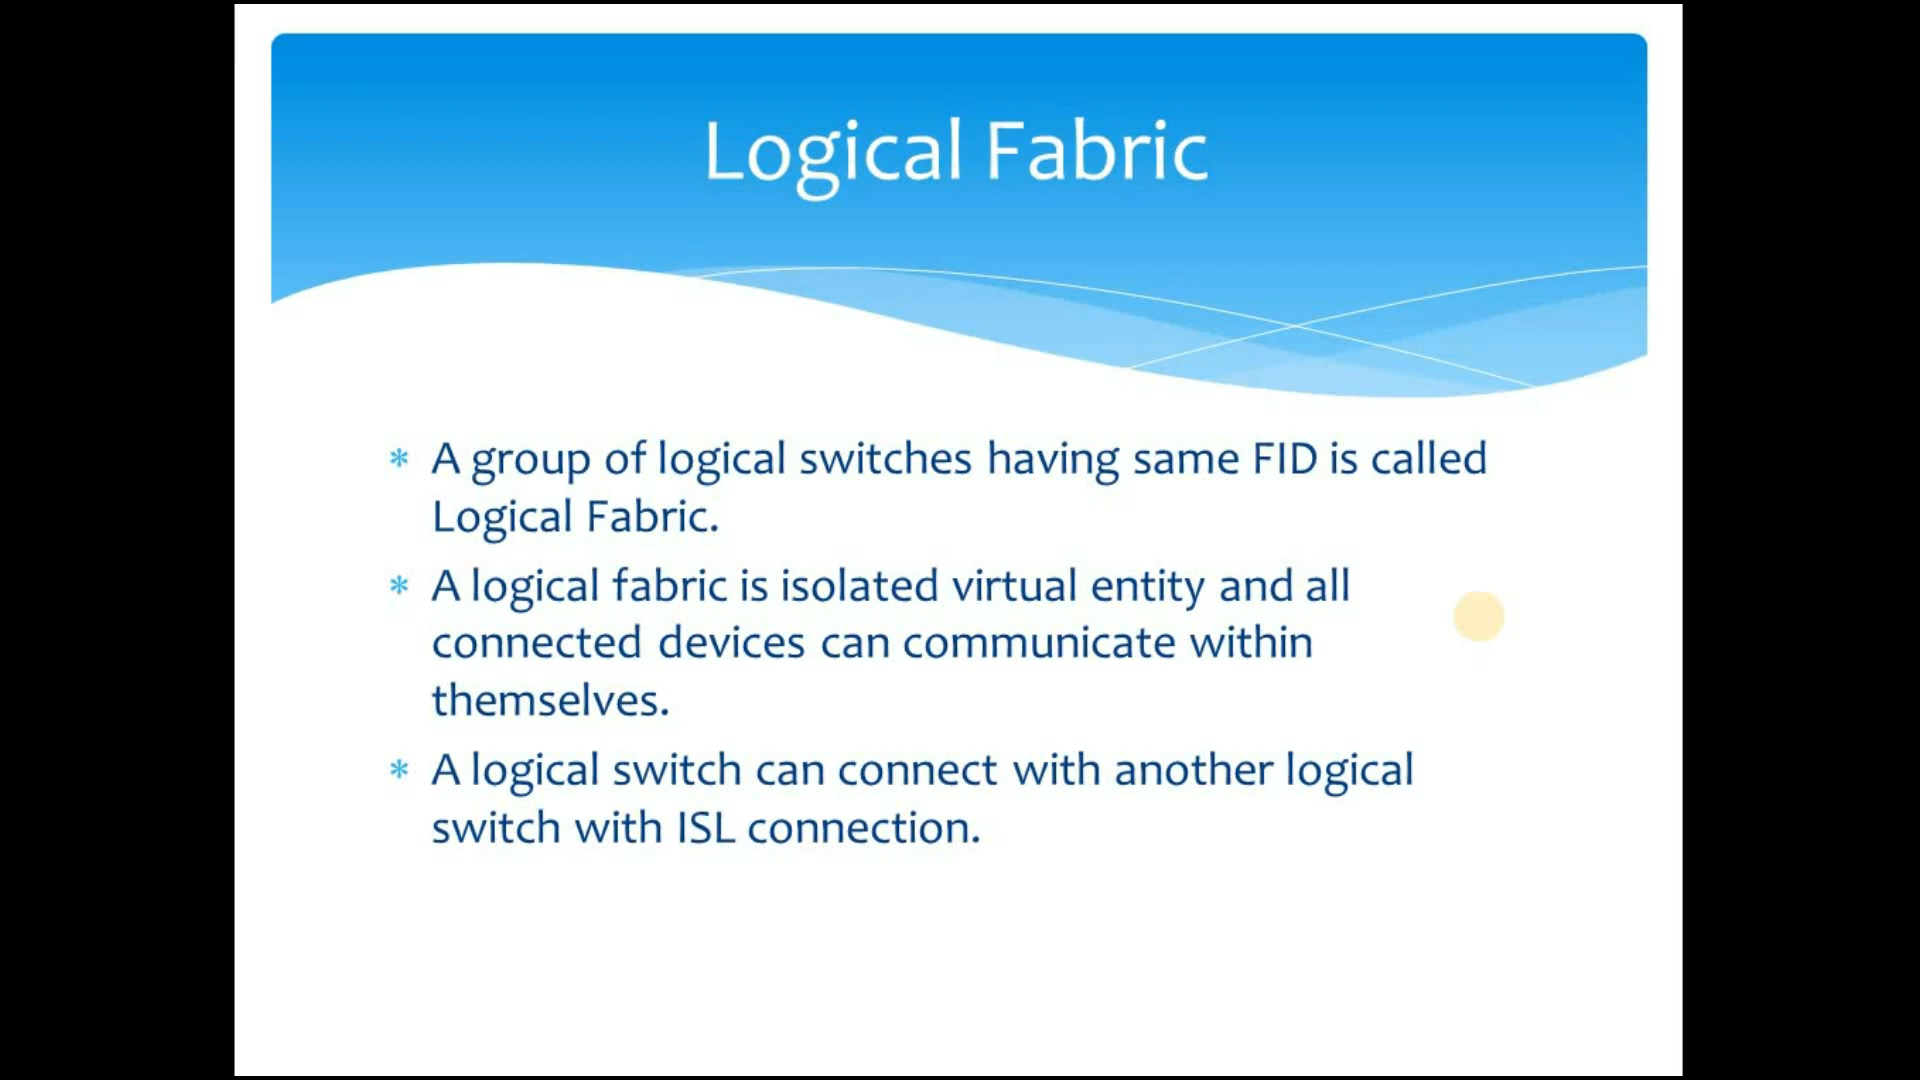 Logical Fabric
* A group of logical switches having same FID is called
Logical Fabric.
* A logical fabric is isolated virtual entity and all
connected devices can communicate within
themselves.
* A logical switch can connect with another logical
switch with ISL connection.